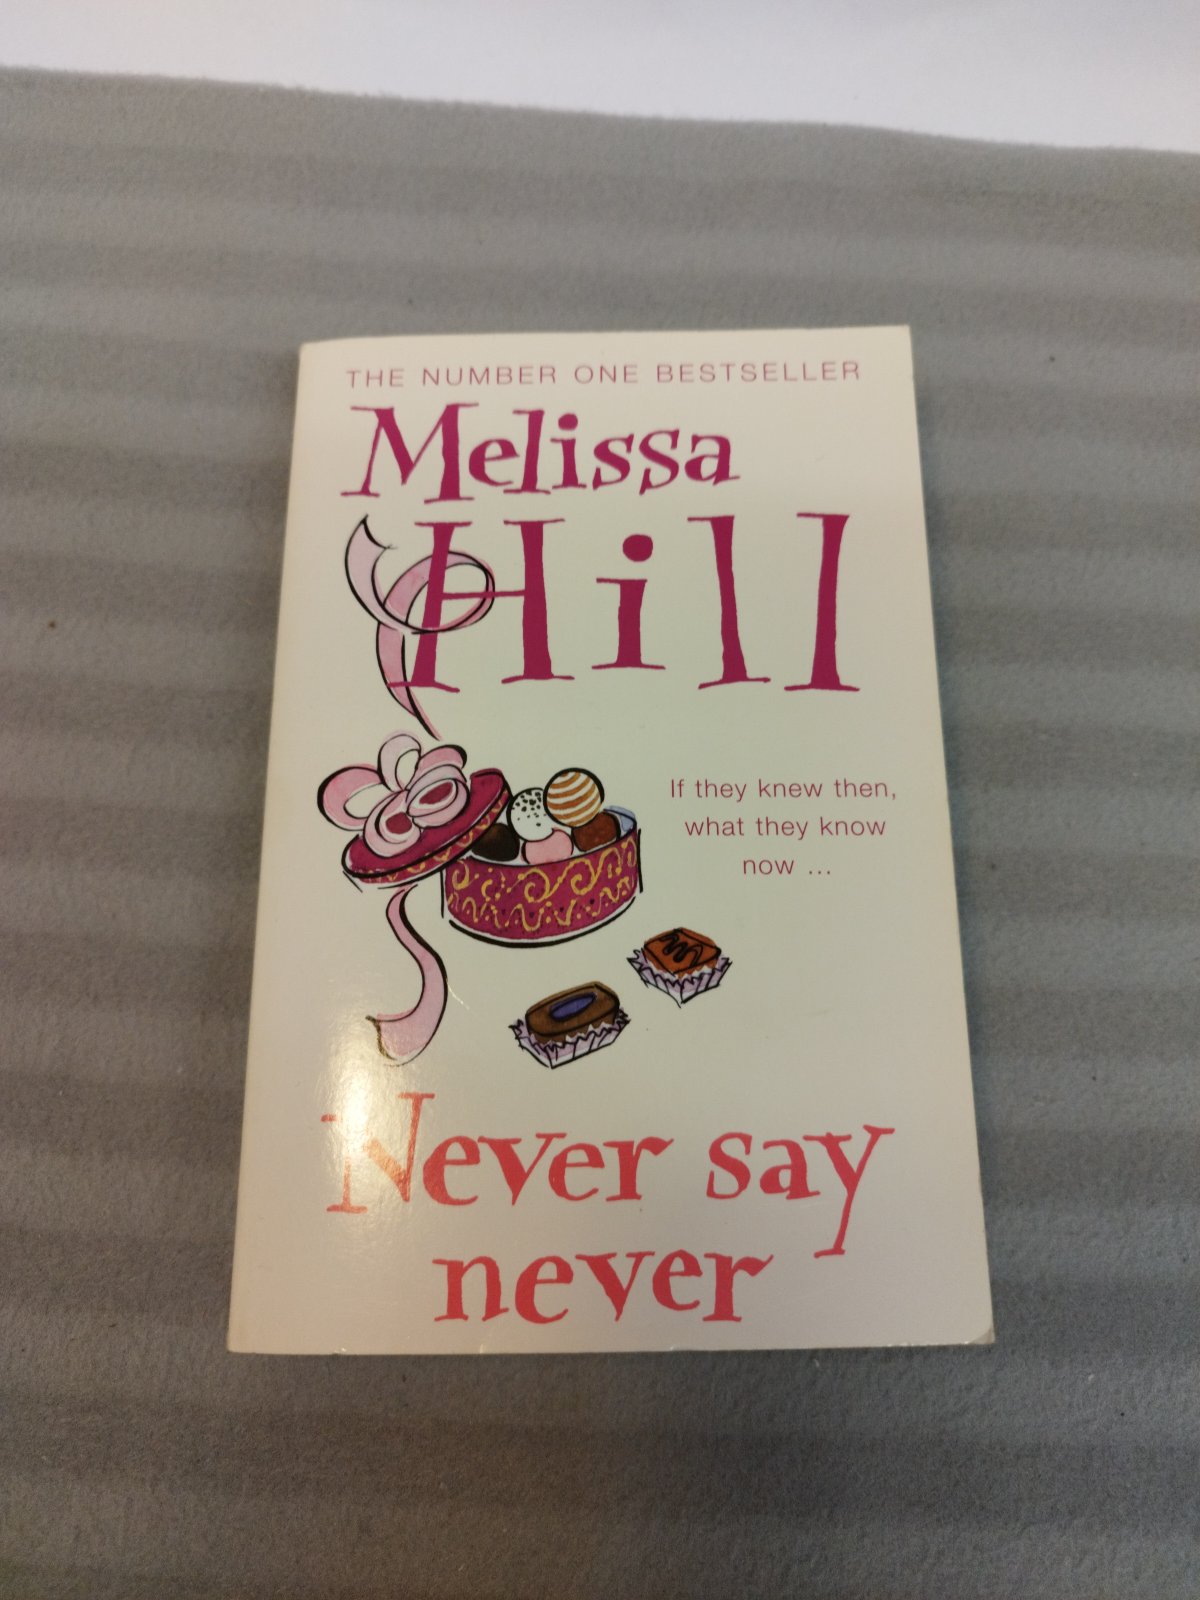 THE NUMBER ONE BESTSELLER
Melissa
Hill
If they knew then,
what they know
now ...
Never say
never